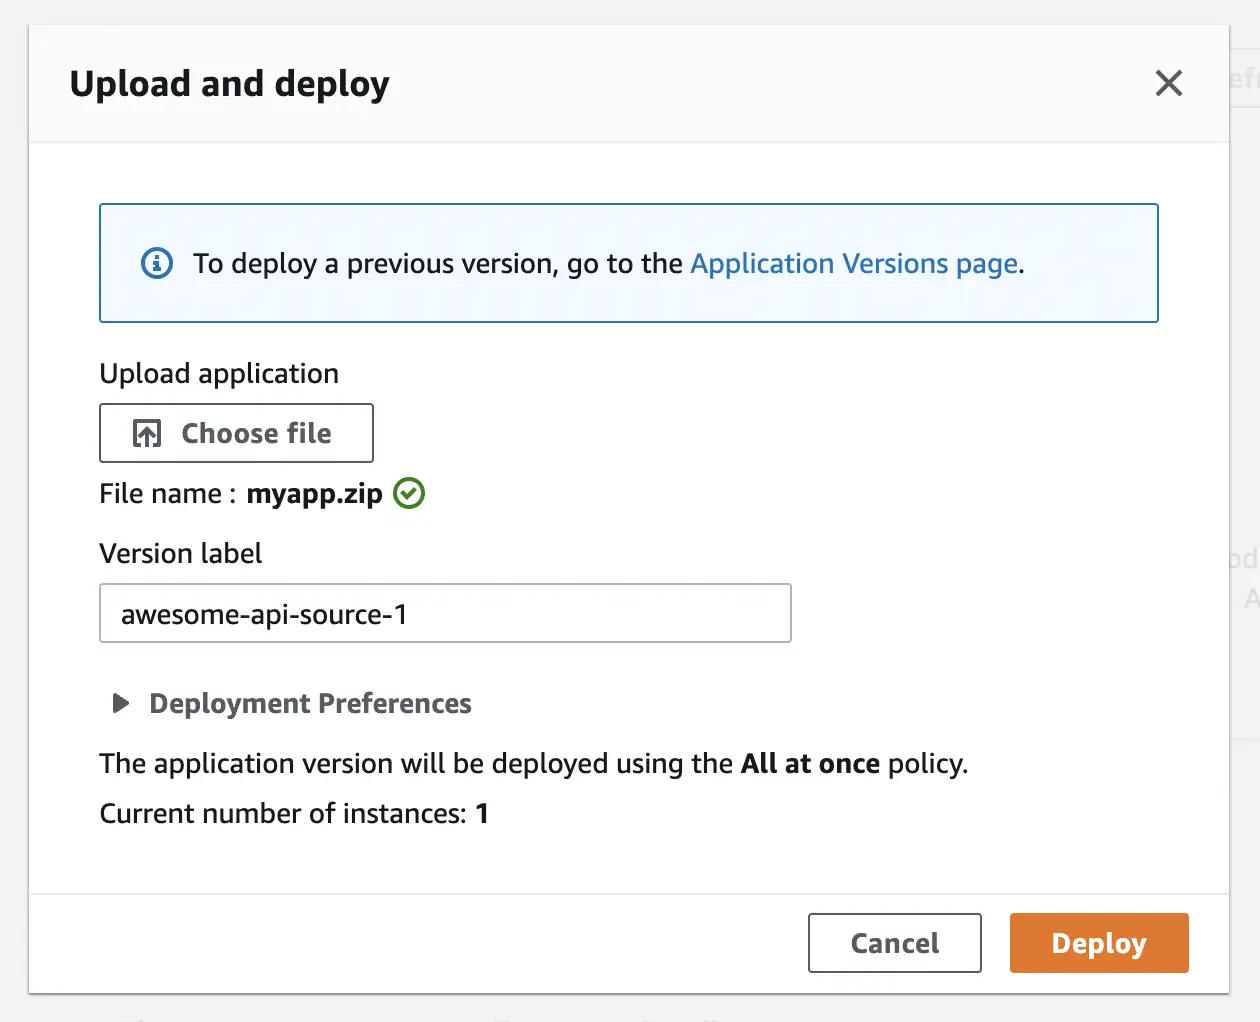 Upload and deploy
To deploy a previous version, go to the Application Versions page.
Upload application
Choose file
File name : myapp.zip
Version label
awesome-api-source-1
Deployment Preferences
The application version will be deployed using the All at once policy.
Current number of instances: 1
Cancel
Deploy